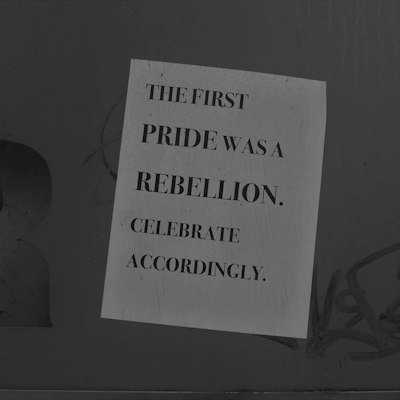 THE FIRST
PRIDE WAS A
REBELLION.
CELEBRATE
ACCORDINGLY.